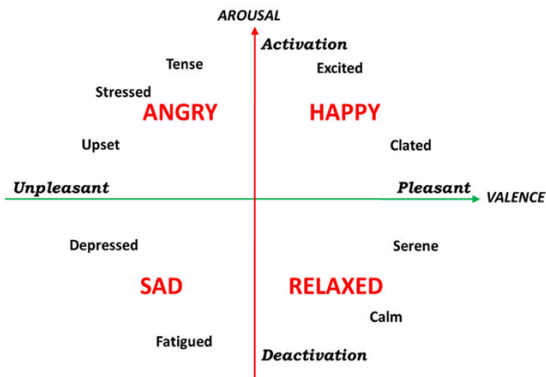 AROUSAL
Activation
Tense
Excited
Stressed
ANGRY
HAPPY
Upset
Clated
Unpleasant
Pleasant
VALENCE
Depressed
Serene
SAD
RELAXED
Calm
Fatigued
Deactivation